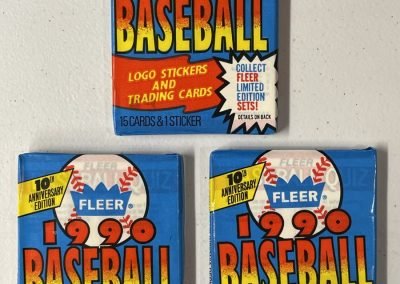 BASEBALL
LOGO STICKERS
AND
TRADING CARDS
COLLECT
FLEER
LIMITED
EDITION
SETS!
DETAILS ON BACK
15 CARDS & 1 STICKER
10TH
ANNIVERSARY
EDITION
FLEER
1990
BASEBALL
10TH
ANNIVERSARY
EDITION
FLEER
1990
BASEBALL